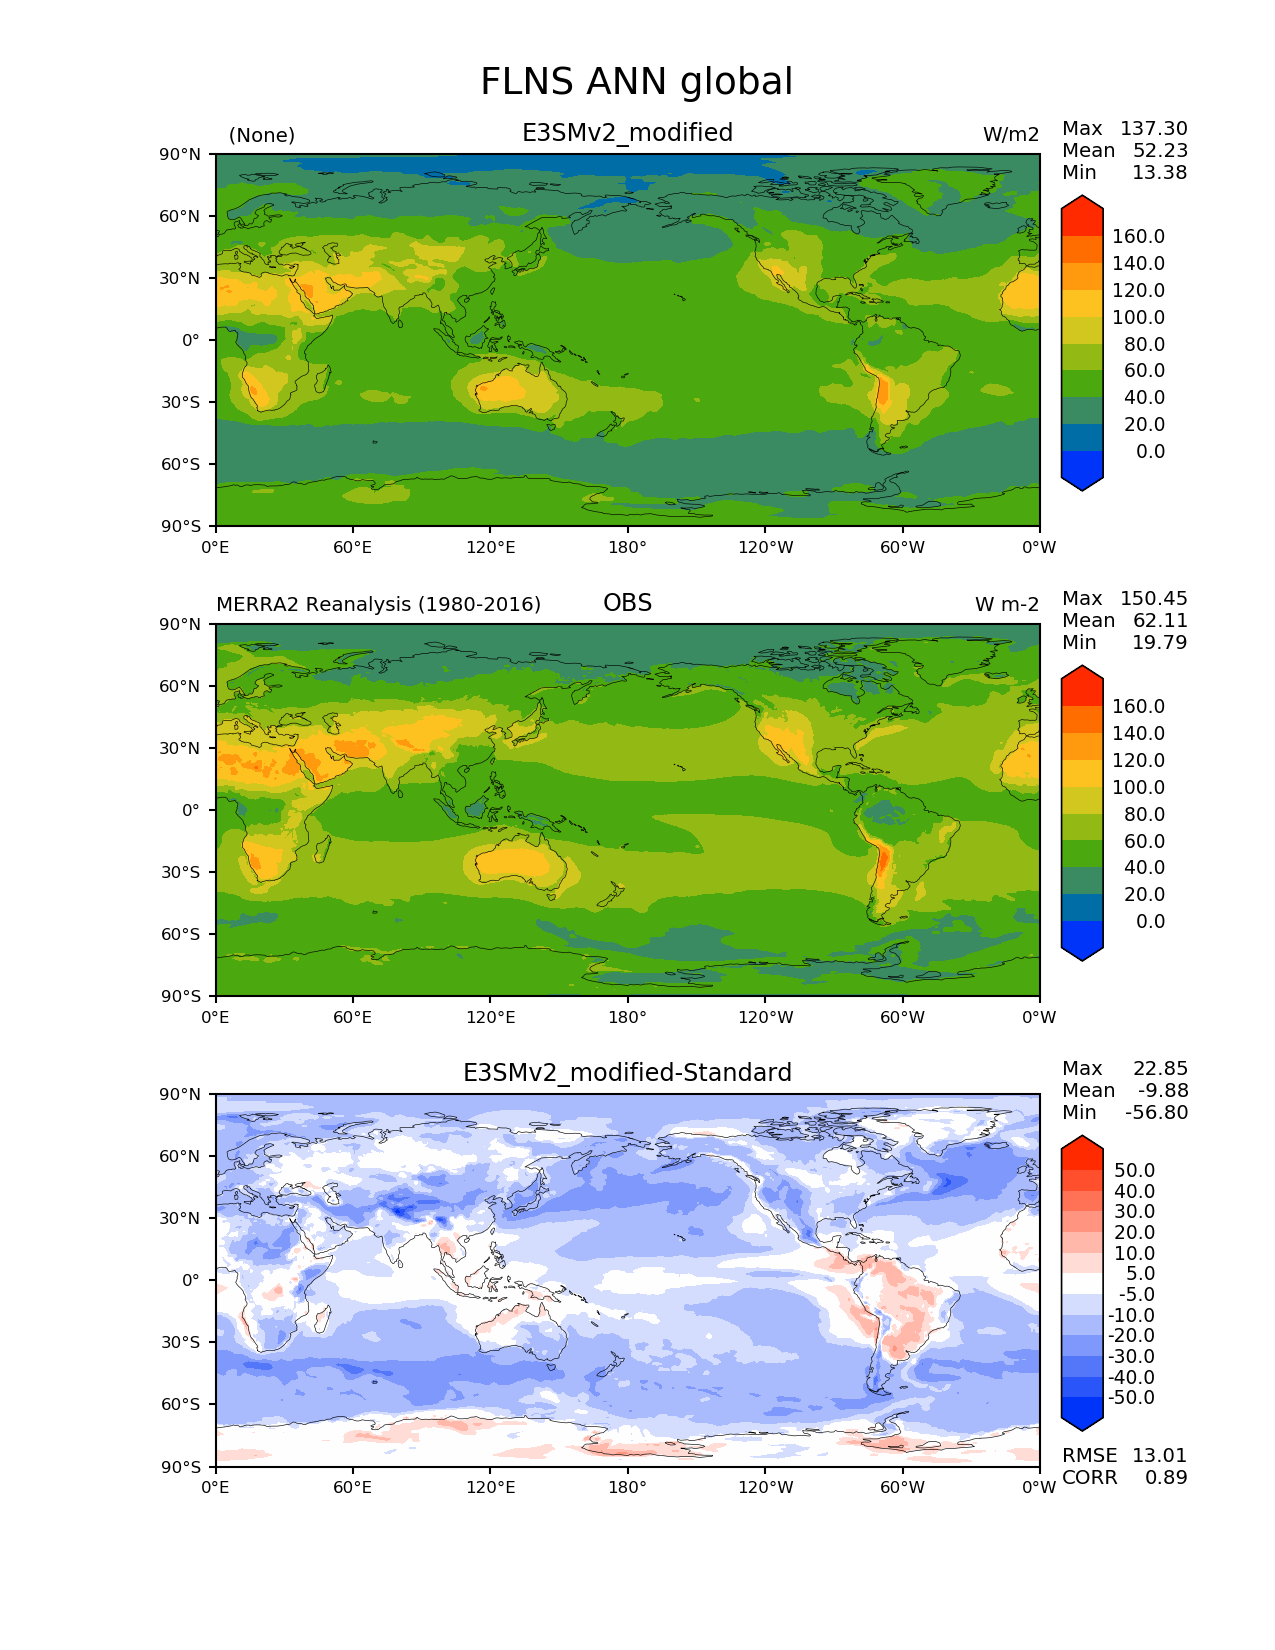 FLNS ANN global
(None) E3SMv2_modified W/m2
Max 137.30
Mean 52.23
Min 13.38
90°N
60°N
30°N
0°
30°S
60°S
90°S
0°E 60°E 120°E 180° 120°W 60°W 0°W
160.0
140.0
120.0
100.0
80.0
60.0
40.0
20.0
0.0
MERRA2 Reanalysis (1980-2016) OBS W m-2
Max 150.45
Mean 62.11
Min 19.79
90°N
60°N
30°N
0°
30°S
60°S
90°S
0°E 60°E 120°E 180° 120°W 60°W 0°W
160.0
140.0
120.0
100.0
80.0
60.0
40.0
20.0
0.0
E3SMv2_modified-Standard
Max 22.85
Mean -9.88
Min -56.80
90°N
60°N
30°N
0°
30°S
60°S
90°S
0°E 60°E 120°E 180° 120°W 60°W 0°W
50.0
40.0
30.0
20.0
10.0
5.0
-5.0
-10.0
-20.0
-30.0
-40.0
-50.0
RMSE 13.01
CORR 0.89